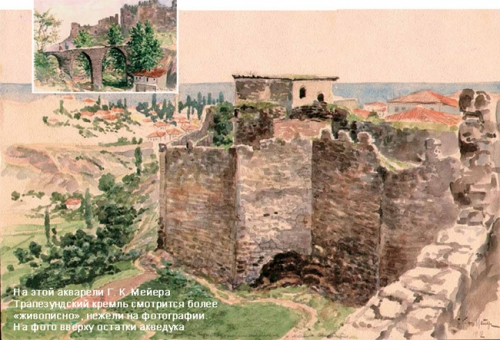 На этой акварели Г. К. Мейера
Трапезундский кремль смотрится более
«живописно», нежели на фотографии.
На фото вверху остатки акведука